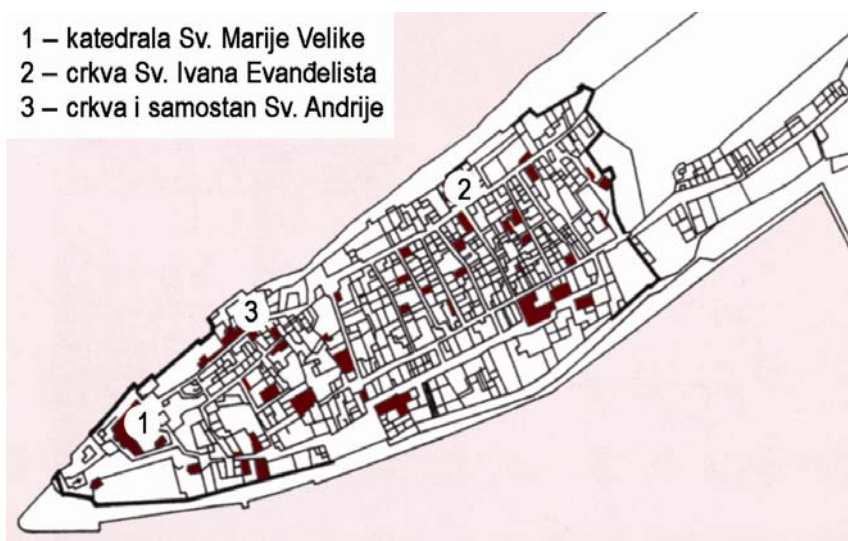 1 – katedrala Sv. Marije Velike
2 – crkva Sv. Ivana Evanđelista
3 – crkva i samostan Sv. Andrije
2
3
1